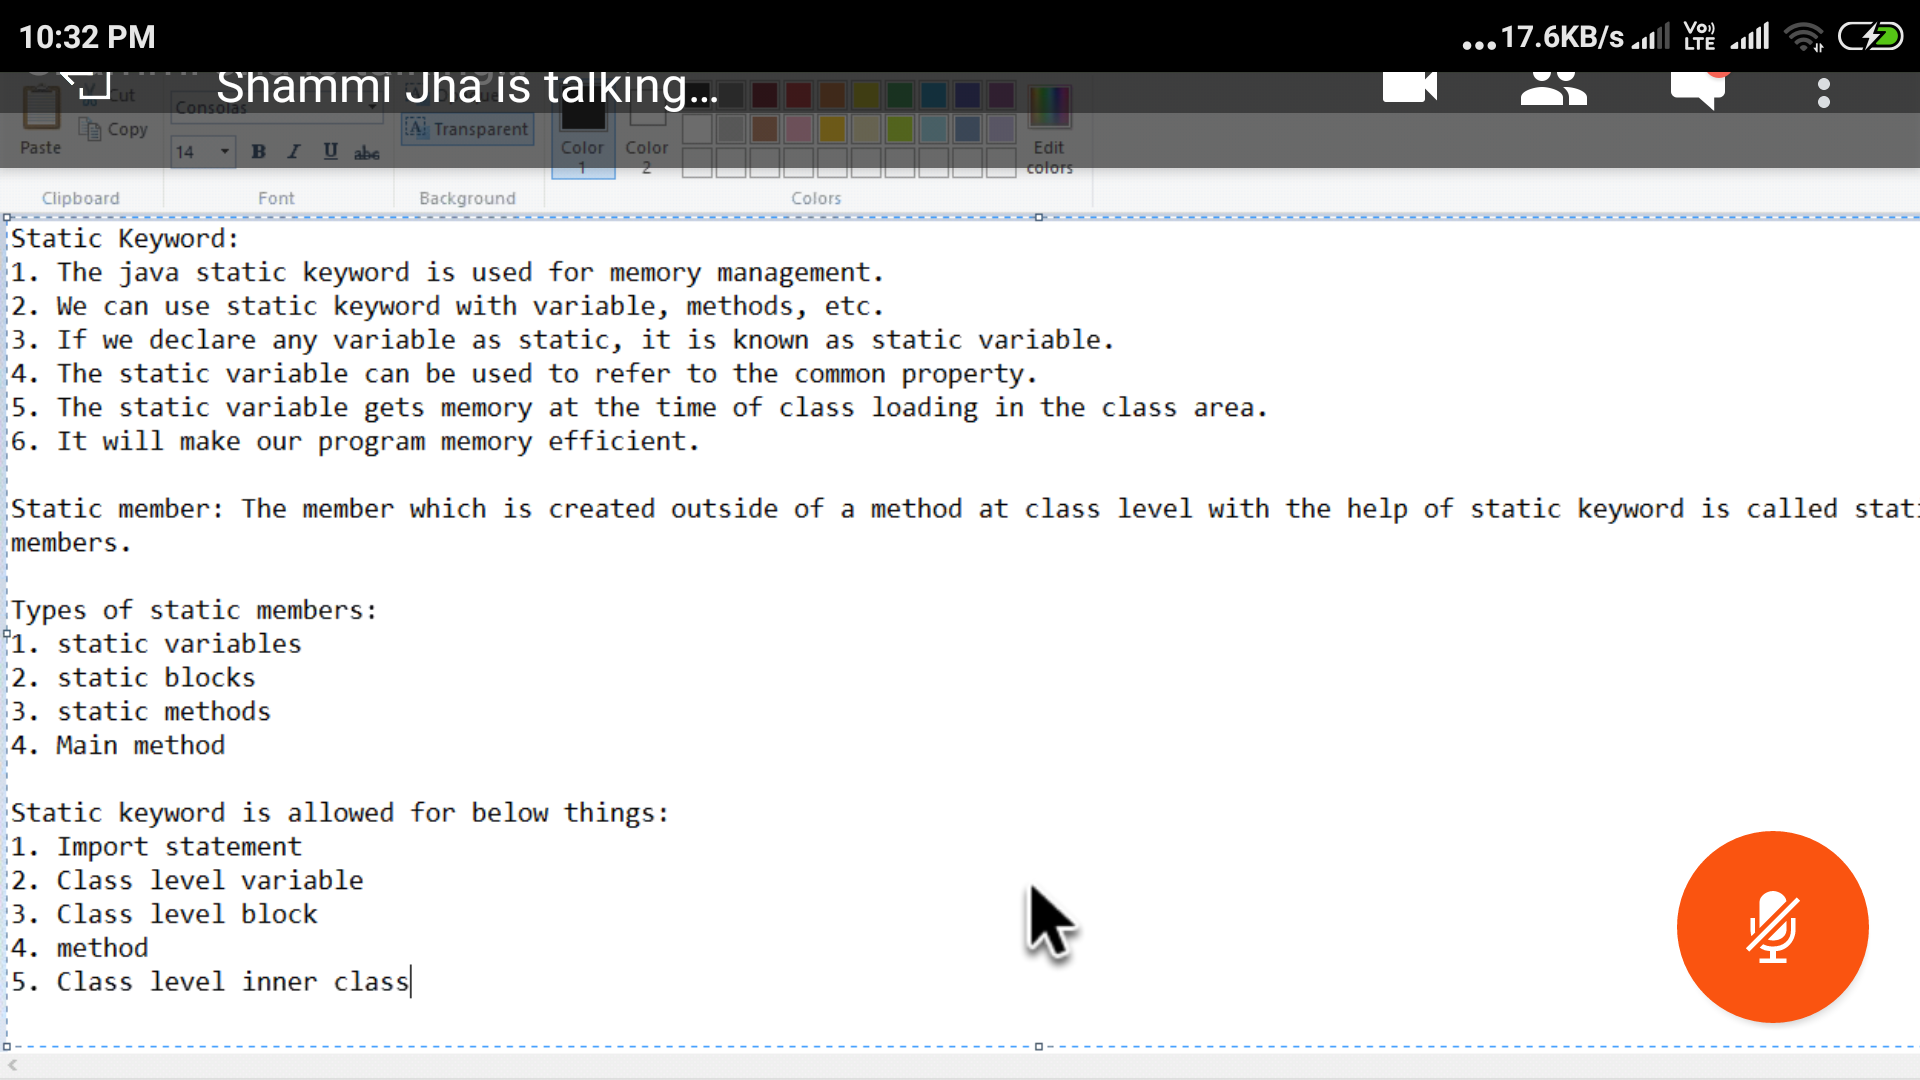 10:32 PM
...17.6KB/s Vo) LTE
Shammi Jha is talking...
Cut
Consolas
Copy
Transparent
Paste
14
B I U abc
Color 1
Color 2
Edit colors
Clipboard
Font
Background
Colors
Static Keyword:
1. The java static keyword is used for memory management.
2. We can use static keyword with variable, methods, etc.
3. If we declare any variable as static, it is known as static variable.
4. The static variable can be used to refer to the common property.
5. The static variable gets memory at the time of class loading in the class area.
6. It will make our program memory efficient.
Static member: The member which is created outside of a method at class level with the help of static keyword is called stati
members.
Types of static members:
1. static variables
2. static blocks
3. static methods
4. Main method
Static keyword is allowed for below things:
1. Import statement
2. Class level variable
3. Class level block
4. method
5. Class level inner class